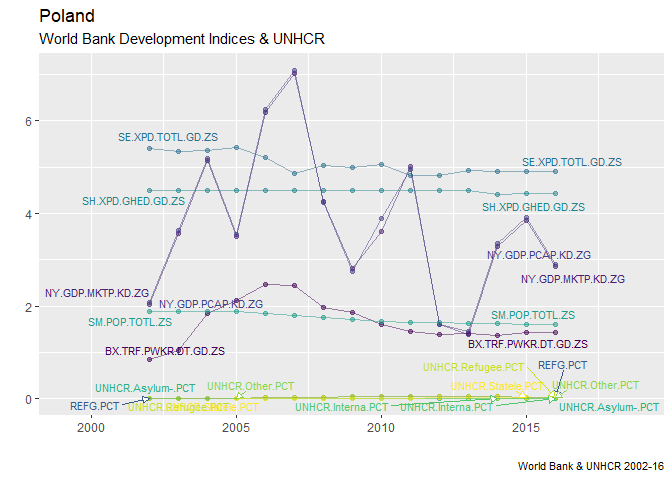 Poland
World Bank Development Indices & UNHCR
6
4
2
0
SE.XPD.TOTL.GD.ZS
SE.XPD.TOTL.GD.ZS
SH.XPD.GHED.GD.ZS
SH.XPD.GHED.GD.ZS
NY.GDP.PCAP.KD.ZG
NY.GDP.MKTP.KD.ZG
NY.GDP.MKTP.KD.ZG
NY.GDP.PCAP.KD.ZG
SM.POP.TOTL.ZS
SM.POP.TOTL.ZS
BX.TRF.PWKR.DT.GD.ZS
BX.TRF.PWKR.DT.GD.ZS
UNHCR.Refugee.PCT
REFG.PCT
UNHCR.Asylum-.PCT
UNHCR.Other.PCT
UNHCR.Statele.PCT
UNHCR.Other.PCT
REFG.PCT
UNHCR.Refugee.PCT
UNHCR.Interna.PCT
UNHCR.Interna.PCT
UNHCR.Asylum-.PCT
2000
2005
2010
2015
World Bank & UNHCR 2002-16